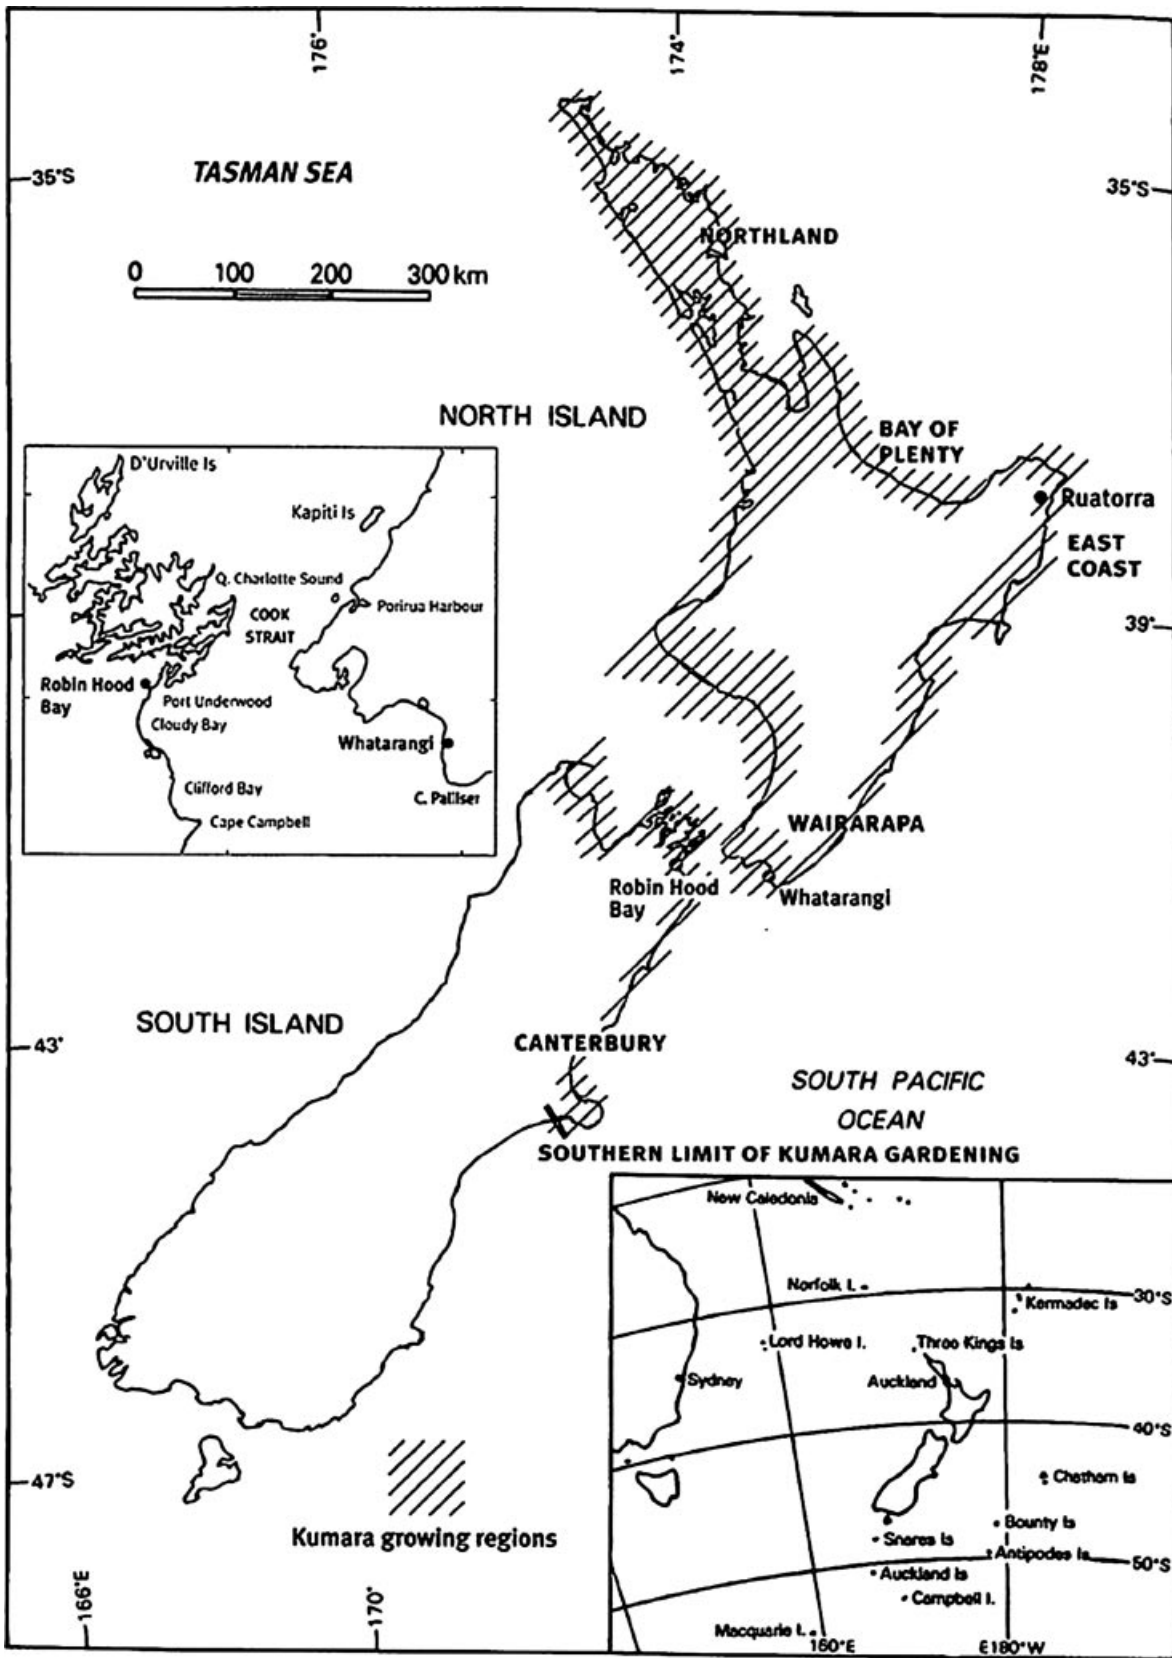 176°
174°
178°E
TASMAN SEA
35°S
35°S
NORTHLAND
0 100 200 300 km
NORTH ISLAND
BAY OF
PLENTY
Ruatorra
EAST
COAST
39°
D'Urville Is
Kapiti Is
Q. Charlotte Sound
COOK
STRAIT
Porirua Harbour
Robin Hood
Bay
Port Underwood
Cloudy Bay
Whatarangi
Clifford Bay
C. Palliser
Cape Campbell
WAIRARAPA
Robin Hood
Bay
Whatarangi
SOUTH ISLAND
CANTERBURY
43°
43°
SOUTH PACIFIC
OCEAN
SOUTHERN LIMIT OF KUMARA GARDENING
New Caledonia
Norfolk I.
30°S
Kermadec Is
Lord Howe I.
Three Kings Is
Sydney
Auckland
40°S
Chatham Is
Bounty Is
Snares Is
Antipodes Is
50°S
Auckland Is
Campbell I.
Macquarie I.
160°E
E180°W
47°S
Kumara growing regions
166°E
170°